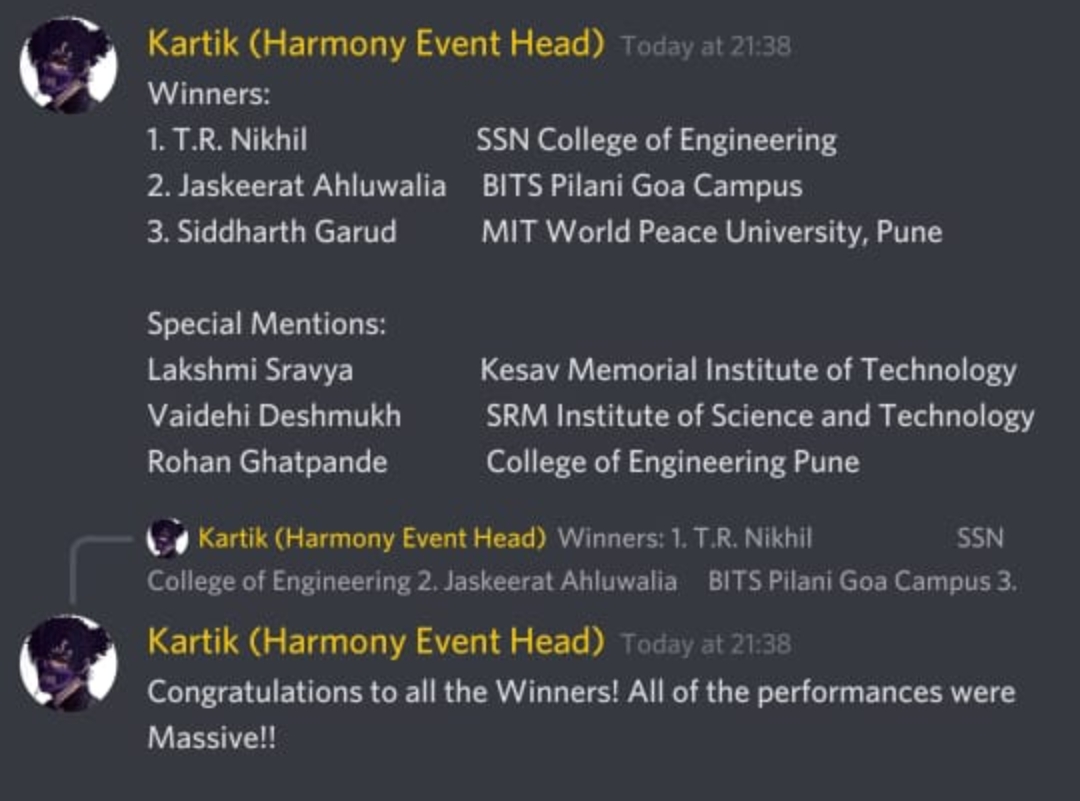 Kartik (Harmony Event Head) Today at 21:38
Winners:
1. T.R. Nikhil SSN College of Engineering
2. Jaskeerat Ahluwalia BITS Pilani Goa Campus
3. Siddharth Garud MIT World Peace University, Pune
Special Mentions:
Lakshmi Sravya Kesav Memorial Institute of Technology
Vaidehi Deshmukh SRM Institute of Science and Technology
Rohan Ghatpande College of Engineering Pune
Kartik (Harmony Event Head) Winners: 1. T.R. Nikhil SSN
College of Engineering 2. Jaskeerat Ahluwalia BITS Pilani Goa Campus 3.
Kartik (Harmony Event Head) Today at 21:38
Congratulations to all the Winners! All of the performances were
Massive!!